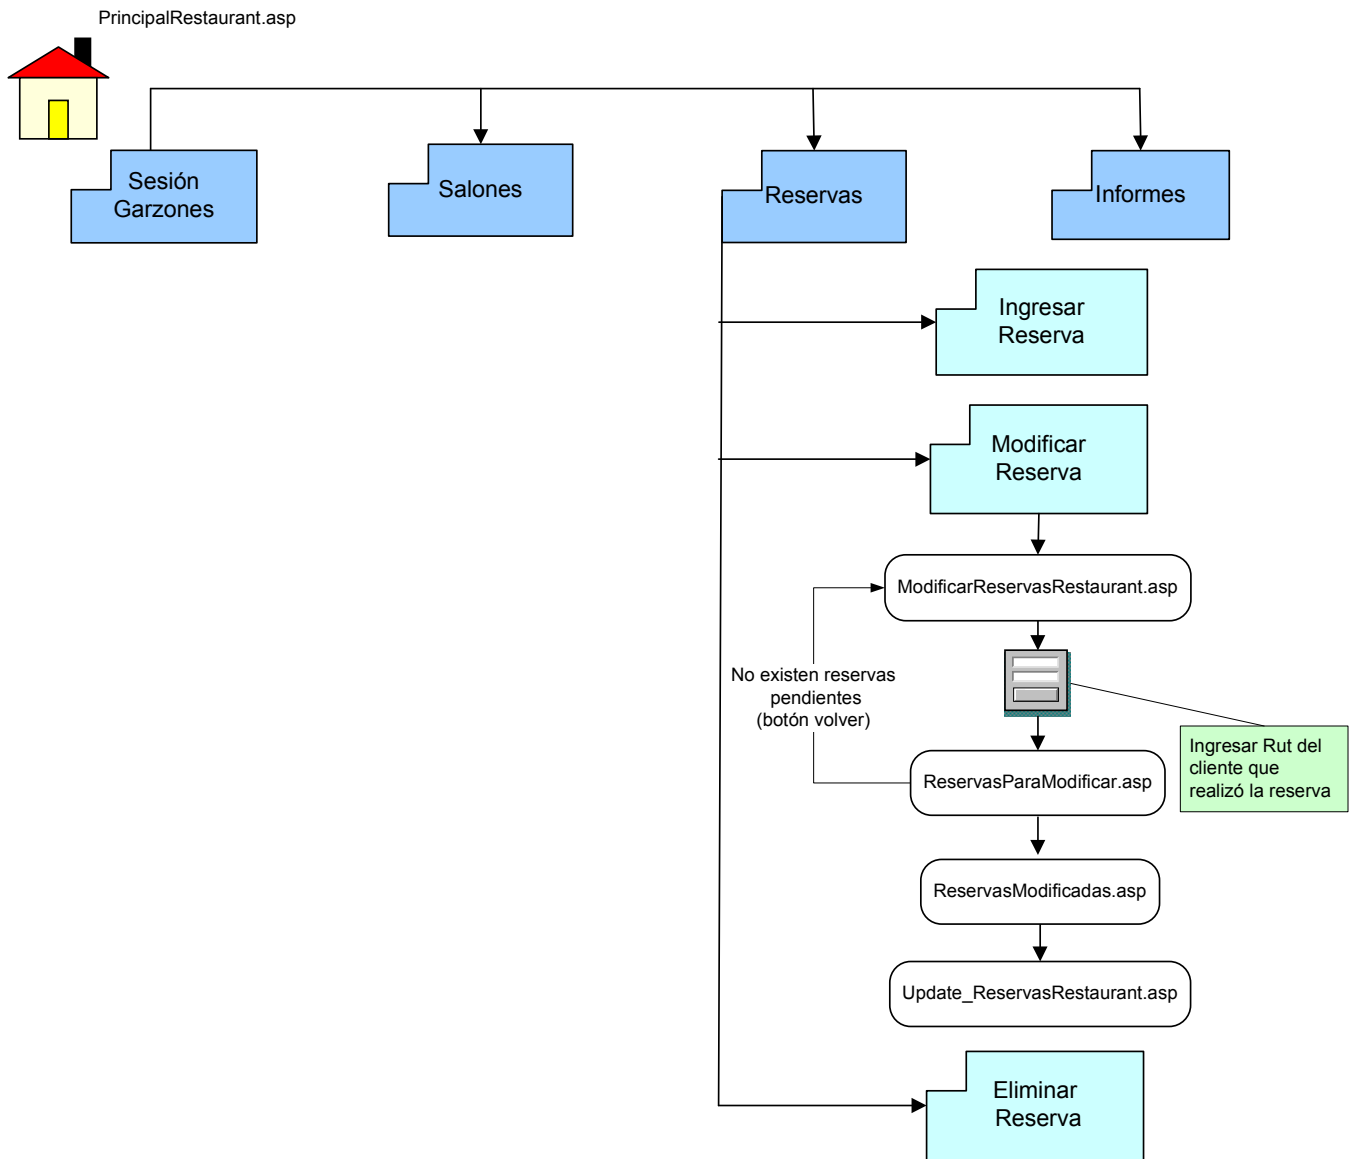 PrincipalRestaurant.asp
Sesión
Garzones
Salones
Reservas
Informes
Ingresar
Reserva
Modificar
Reserva
ModificarReservasRestaurant.asp
No existen reservas
pendientes
(botón volver)
Ingresar Rut del
cliente que
realizó la reserva
ReservasParaModificar.asp
ReservasModificadas.asp
Update_ReservasRestaurant.asp
Eliminar
Reserva